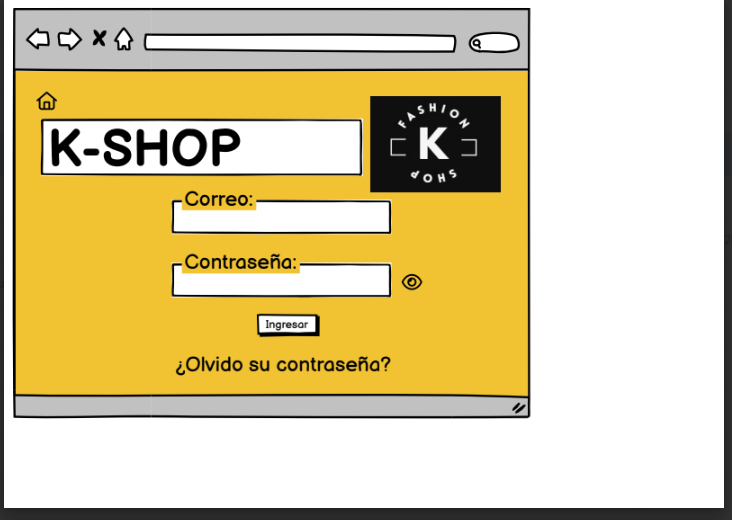 K-SHOP
FASHION
K
SHOP
Correo:
Contraseña:
Ingresar
¿Olvido su contraseña?